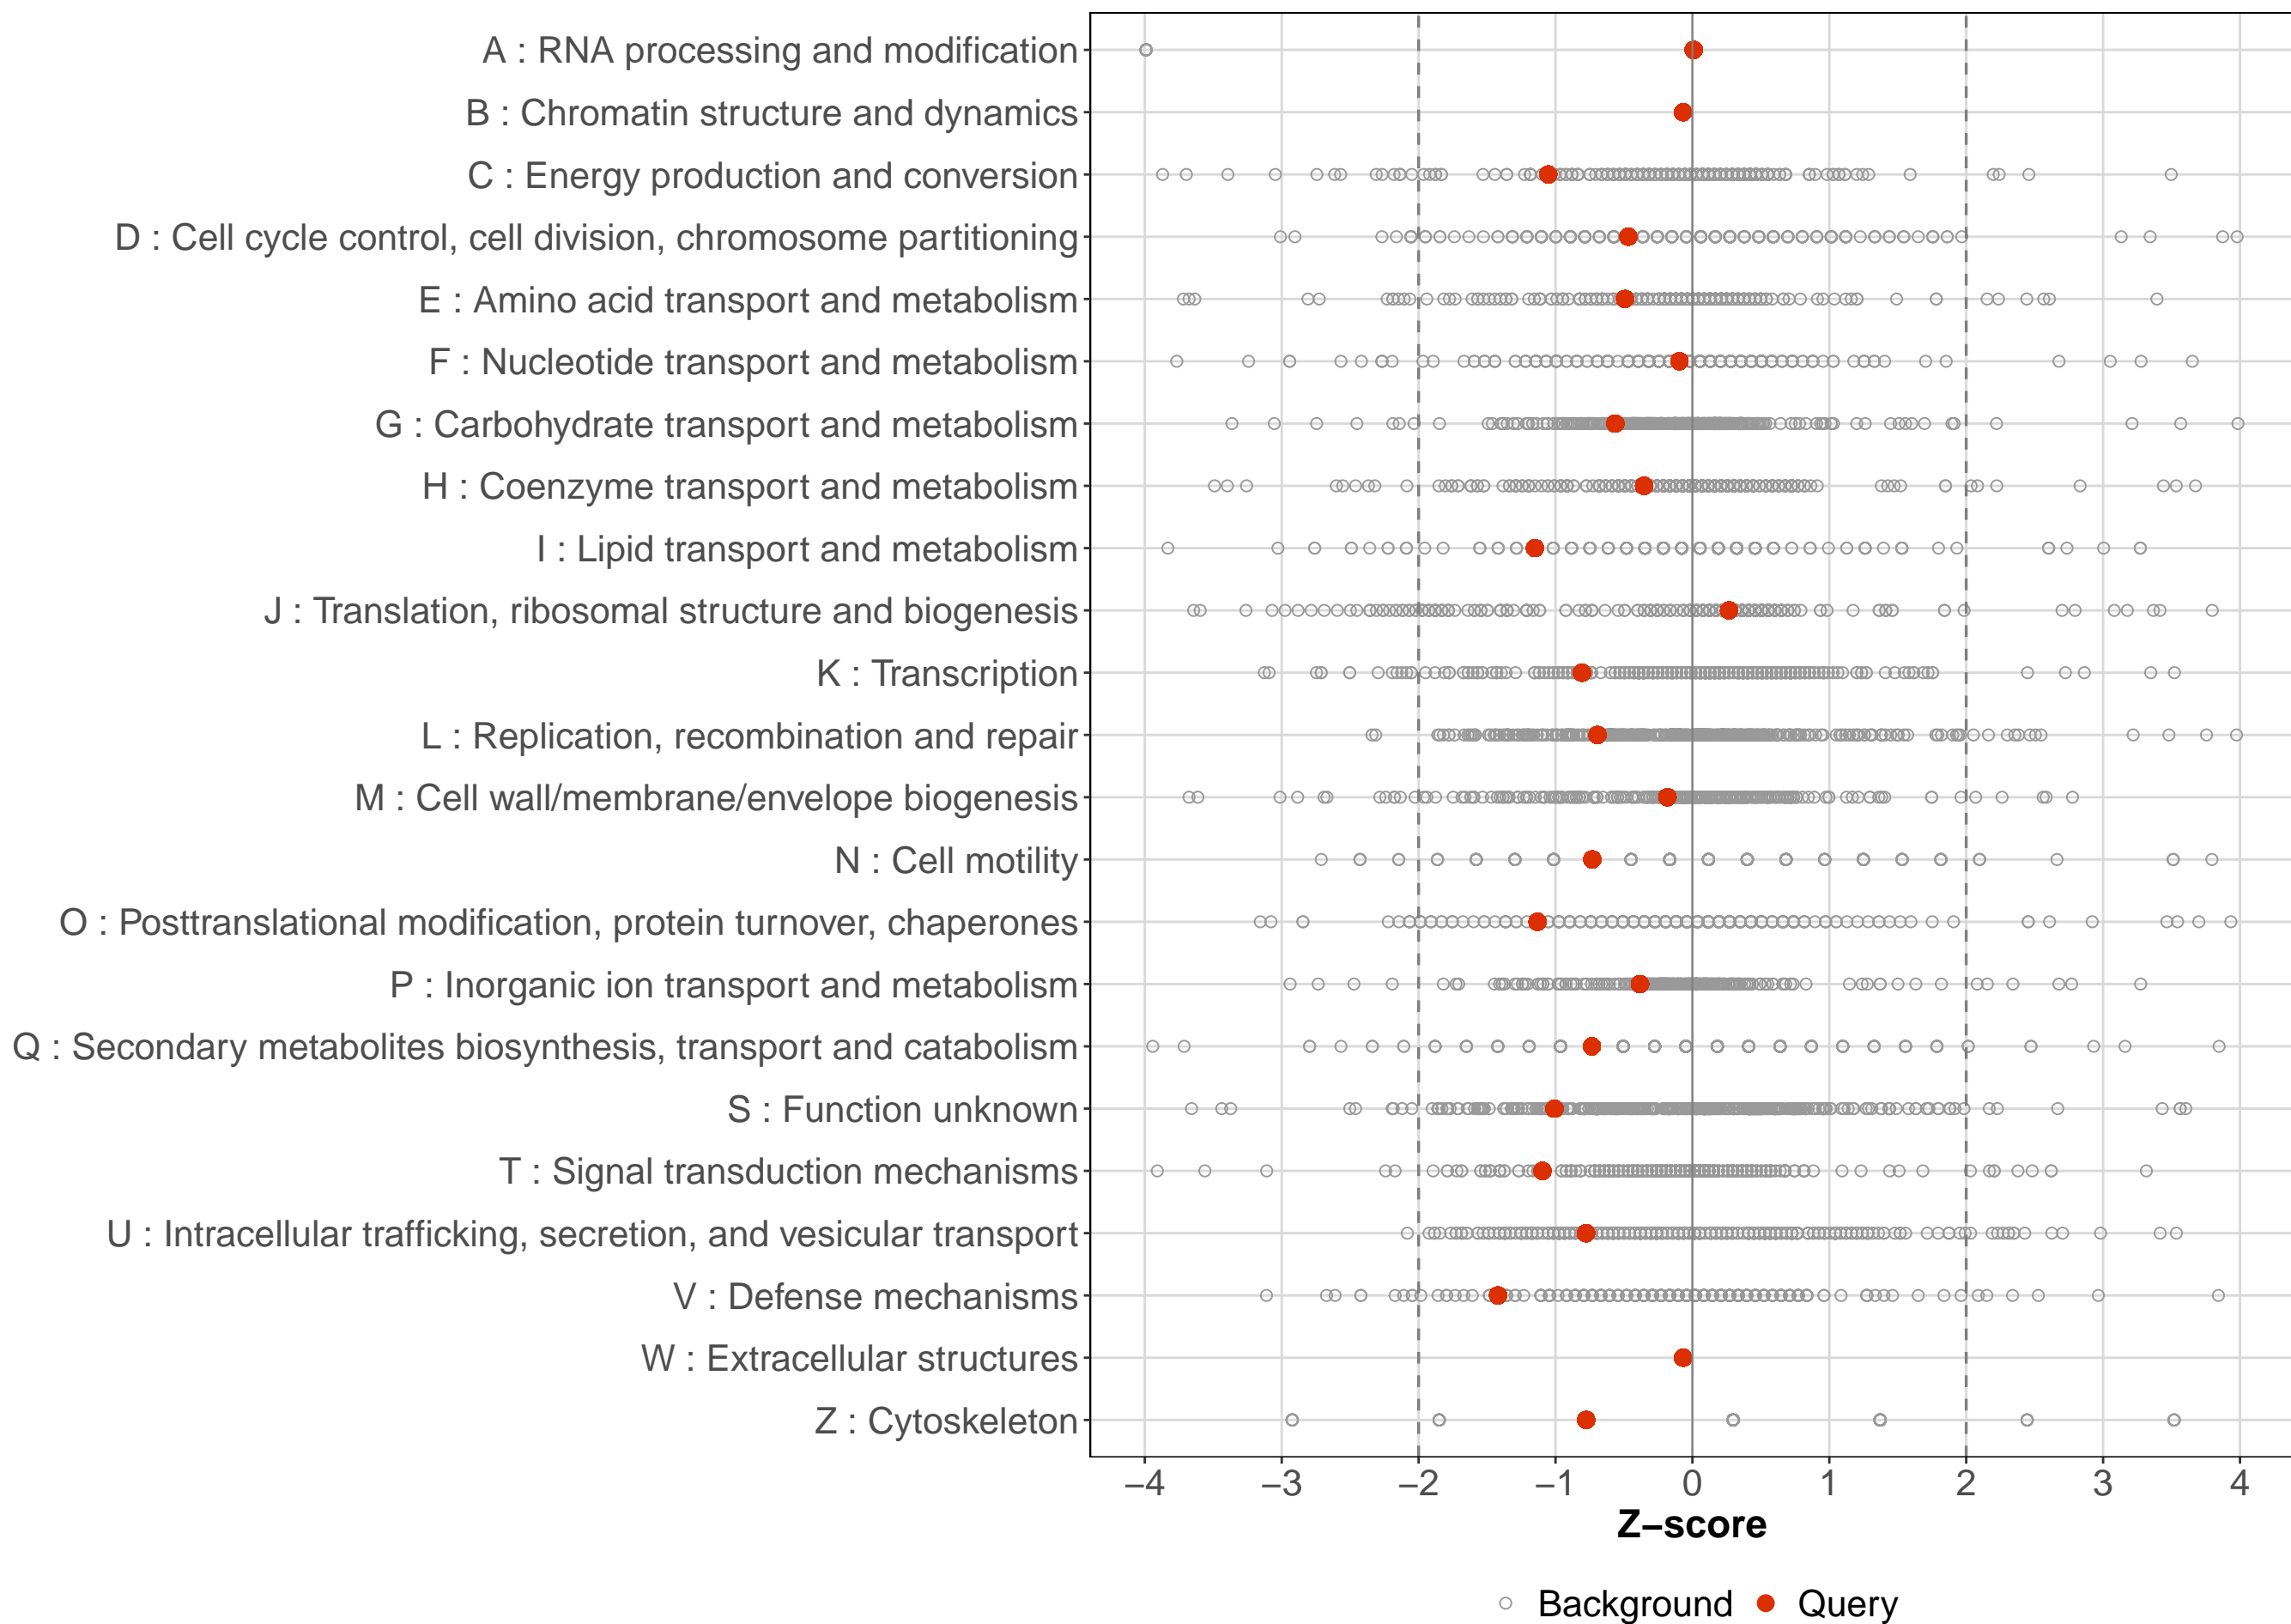 A : RNA processing and modification
B : Chromatin structure and dynamics
C : Energy production and conversion
D : Cell cycle control, cell division, chromosome partitioning
E : Amino acid transport and metabolism
F : Nucleotide transport and metabolism
G : Carbohydrate transport and metabolism
H : Coenzyme transport and metabolism
I : Lipid transport and metabolism
J : Translation, ribosomal structure and biogenesis
K : Transcription
L : Replication, recombination and repair
M : Cell wall/membrane/envelope biogenesis
N : Cell motility
O : Posttranslational modification, protein turnover, chaperones
P : Inorganic ion transport and metabolism
Q : Secondary metabolites biosynthesis, transport and catabolism
S : Function unknown
T : Signal transduction mechanisms
U : Intracellular trafficking, secretion, and vesicular transport
V : Defense mechanisms
W : Extracellular structures
Z : Cytoskeleton
−4 −3 −2 −1 0 1 2 3 4
Z−score
Background Query